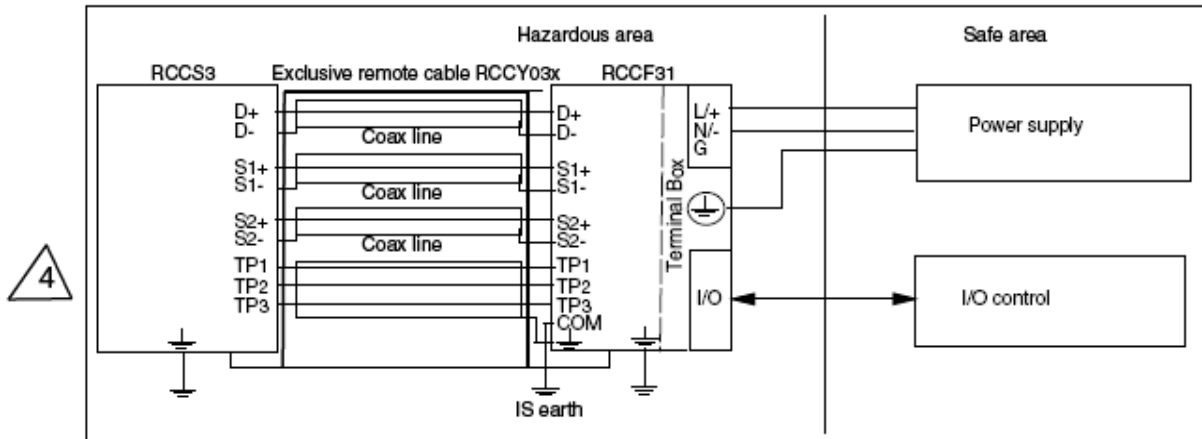 Hazardous area
Safe area
RCCS3
Exclusive remote cable RCCY03x
RCCF31
D+
D-
S1+
S1-
S2+
S2-
TP1
TP2
TP3
Coax line
Coax line
Coax line
D+
D-
S1+
S1-
S2+
S2-
TP1
TP2
TP3
COM
Terminal Box
L/+
N/-
G
I/O
Power supply
I/O control
IS earth
4